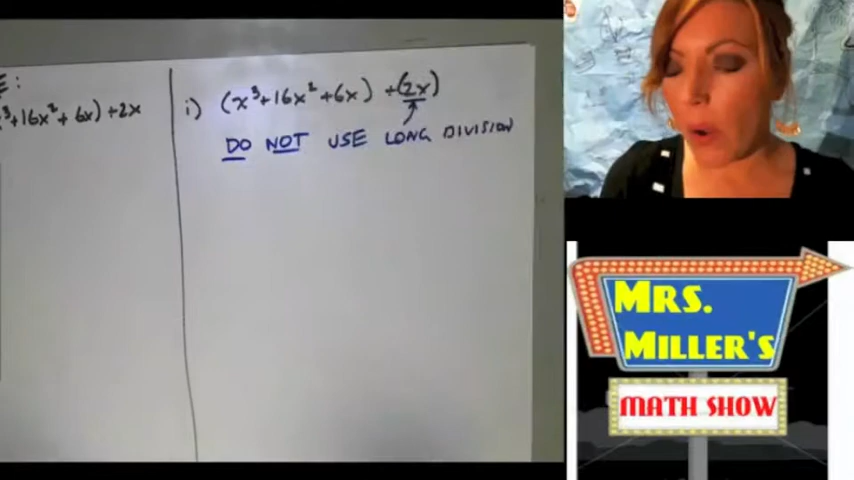 E:
³+16x²+6x) ÷2x
i) (x³+16x²+6x) ÷(2x)
DO NOT USE LONG DIVISION
MRS.
MILLER'S
MATH SHOW